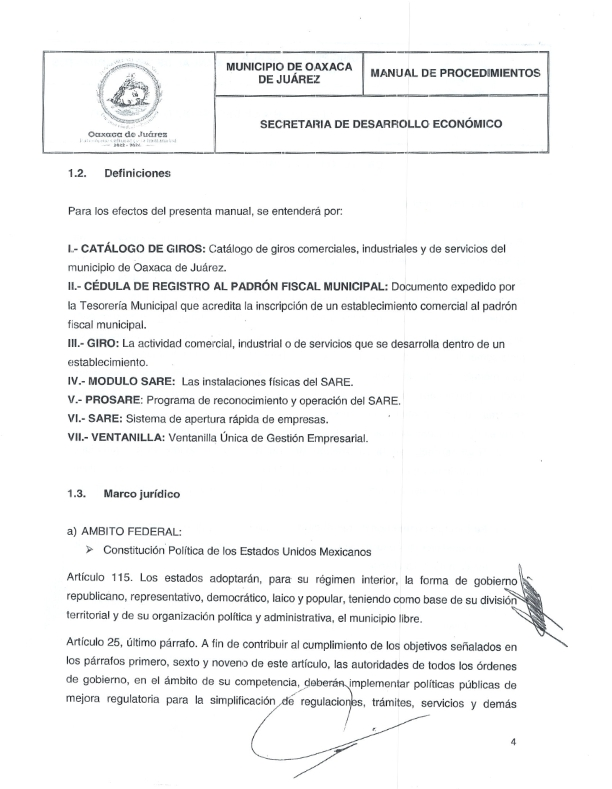 MUNICIPIO DE OAXACA
DE JUÁREZ
MANUAL DE PROCEDIMIENTOS
Oaxaca de Juárez
2022 - 2024
SECRETARIA DE DESARROLLO ECONÓMICO
1.2. Definiciones
Para los efectos del presenta manual, se entenderá por:
I.- CATÁLOGO DE GIROS: Catálogo de giros comerciales, industriales y de servicios del
municipio de Oaxaca de Juárez.
II.- CÉDULA DE REGISTRO AL PADRÓN FISCAL MUNICIPAL: Documento expedido por
la Tesorería Municipal que acredita la inscripción de un establecimiento comercial al padrón
fiscal municipal.
III.- GIRO: La actividad comercial, industrial o de servicios que se desarrolla dentro de un
establecimiento.
IV.- MODULO SARE: Las instalaciones físicas del SARE.
V.- PROSARE: Programa de reconocimiento y operación del SARE.
VI.- SARE: Sistema de apertura rápida de empresas.
VII.- VENTANILLA: Ventanilla Única de Gestión Empresarial.
1.3. Marco jurídico
a) AMBITO FEDERAL:
➢ Constitución Política de los Estados Unidos Mexicanos
Artículo 115. Los estados adoptarán, para su régimen interior, la forma de gobierno
republicano, representativo, democrático, laico y popular, teniendo como base de su división
territorial y de su organización política y administrativa, el municipio libre.
Artículo 25, último párrafo. A fin de contribuir al cumplimiento de los objetivos señalados en
los párrafos primero, sexto y noveno de este artículo, las autoridades de todos los órdenes
de gobierno, en el ámbito de su competencia, deberán implementar políticas públicas de
mejora regulatoria para la simplificación de regulaciones, trámites, servicios y demás
4